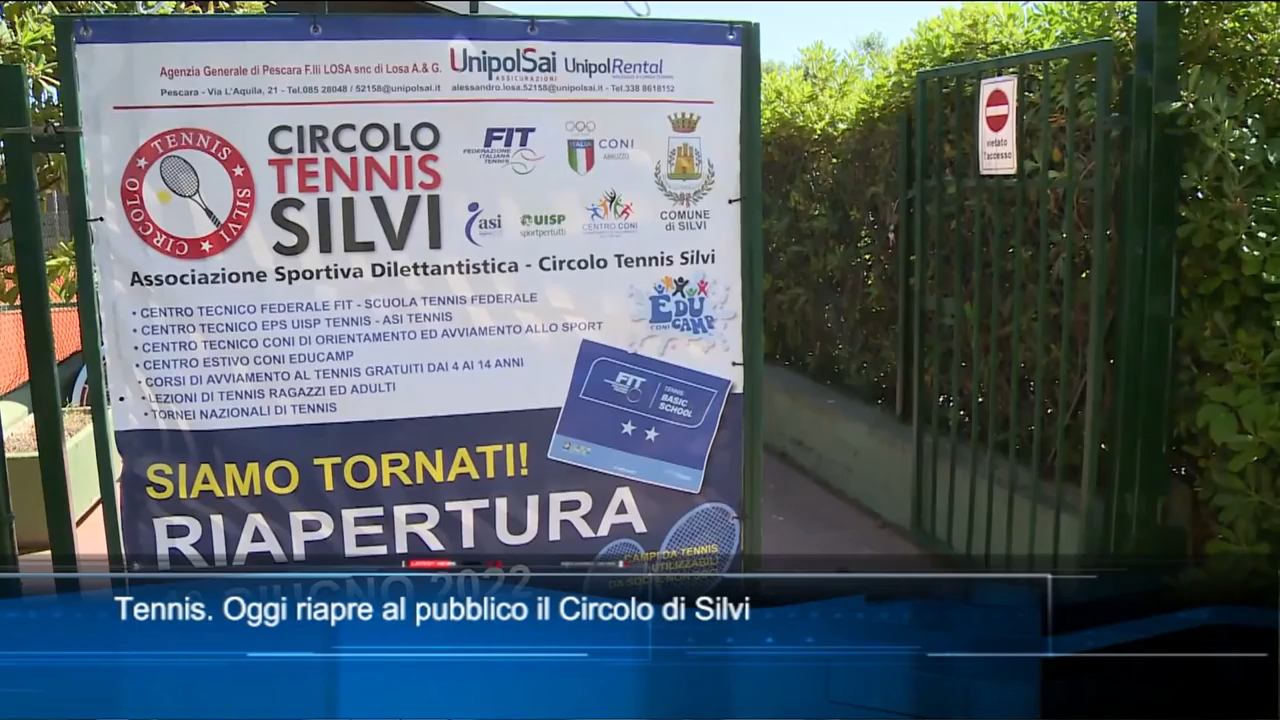 Agenzia Generale di Pescara F.lli LOSA snc di Losa A.& G.
UnipolSai
ASSICURAZIONI
UnipolRental
Pescara - Via L'Aquila, 21 - Tel.085 28048 / 52158@unipolsai.it alessandro.losa.52158@unipolsai.it - Tel.338 8618152
TENNIS
CIRCOLO SILVI
CIRCOLO
TENNIS
SILVI
FIT
FEDERAZIONE
ITALIANA
TENNIS
ITALIA
CONI
ABRUZZO
asi
UISP
sportpertutti
CENTRO CONI
COMUNE
di SILVI
Associazione Sportiva Dilettantistica - Circolo Tennis Silvi
• CENTRO TECNICO FEDERALE FIT - SCUOLA TENNIS FEDERALE
• CENTRO TECNICO EPS UISP TENNIS - ASI TENNIS
• CENTRO TECNICO CONI DI ORIENTAMENTO ED AVVIAMENTO ALLO SPORT
• CENTRO ESTIVO CONI EDUCAMP
• CORSI DI AVVIAMENTO AL TENNIS GRATUITI DAI 4 AI 14 ANNI
• LEZIONI DI TENNIS RAGAZZI ED ADULTI
• TORNEI NAZIONALI DI TENNIS
EDU
CONI CAMP
FIT
TENNIS
BASIC
SCHOOL
SIAMO TORNATI!
RIAPERTURA
GIUGNO 2022
CAMPI DA TENNIS
UTILIZZABILI
vietato
l'accesso
Tennis. Oggi riapre al pubblico il Circolo di Silvi